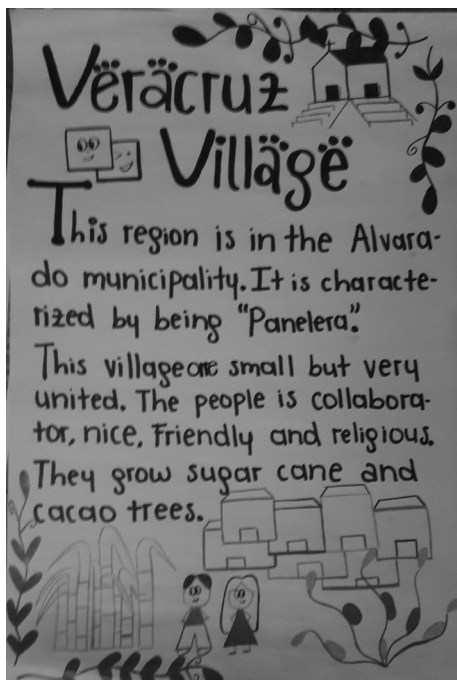 Vëräcruz
Villägë
This region is in the Alvara-
do municipality. It is characte-
rized by being "Panelera".
This village are small but very
united. The people is collabora-
tor, nice, Friendly and religious.
They grow sugar cane and
cacao trees.